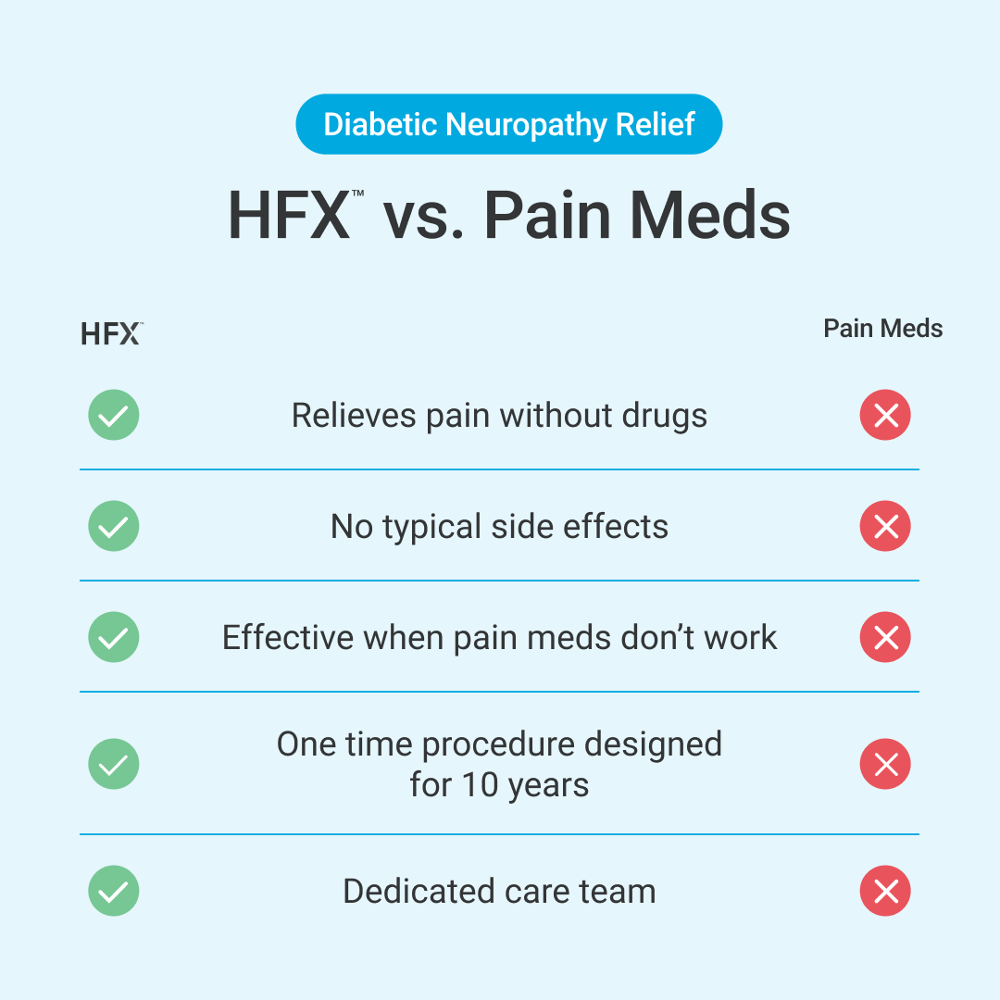 Diabetic Neuropathy Relief
HFX™ vs. Pain Meds
HFX™
Pain Meds
Relieves pain without drugs
No typical side effects
Effective when pain meds don’t work
One time procedure designed
for 10 years
Dedicated care team